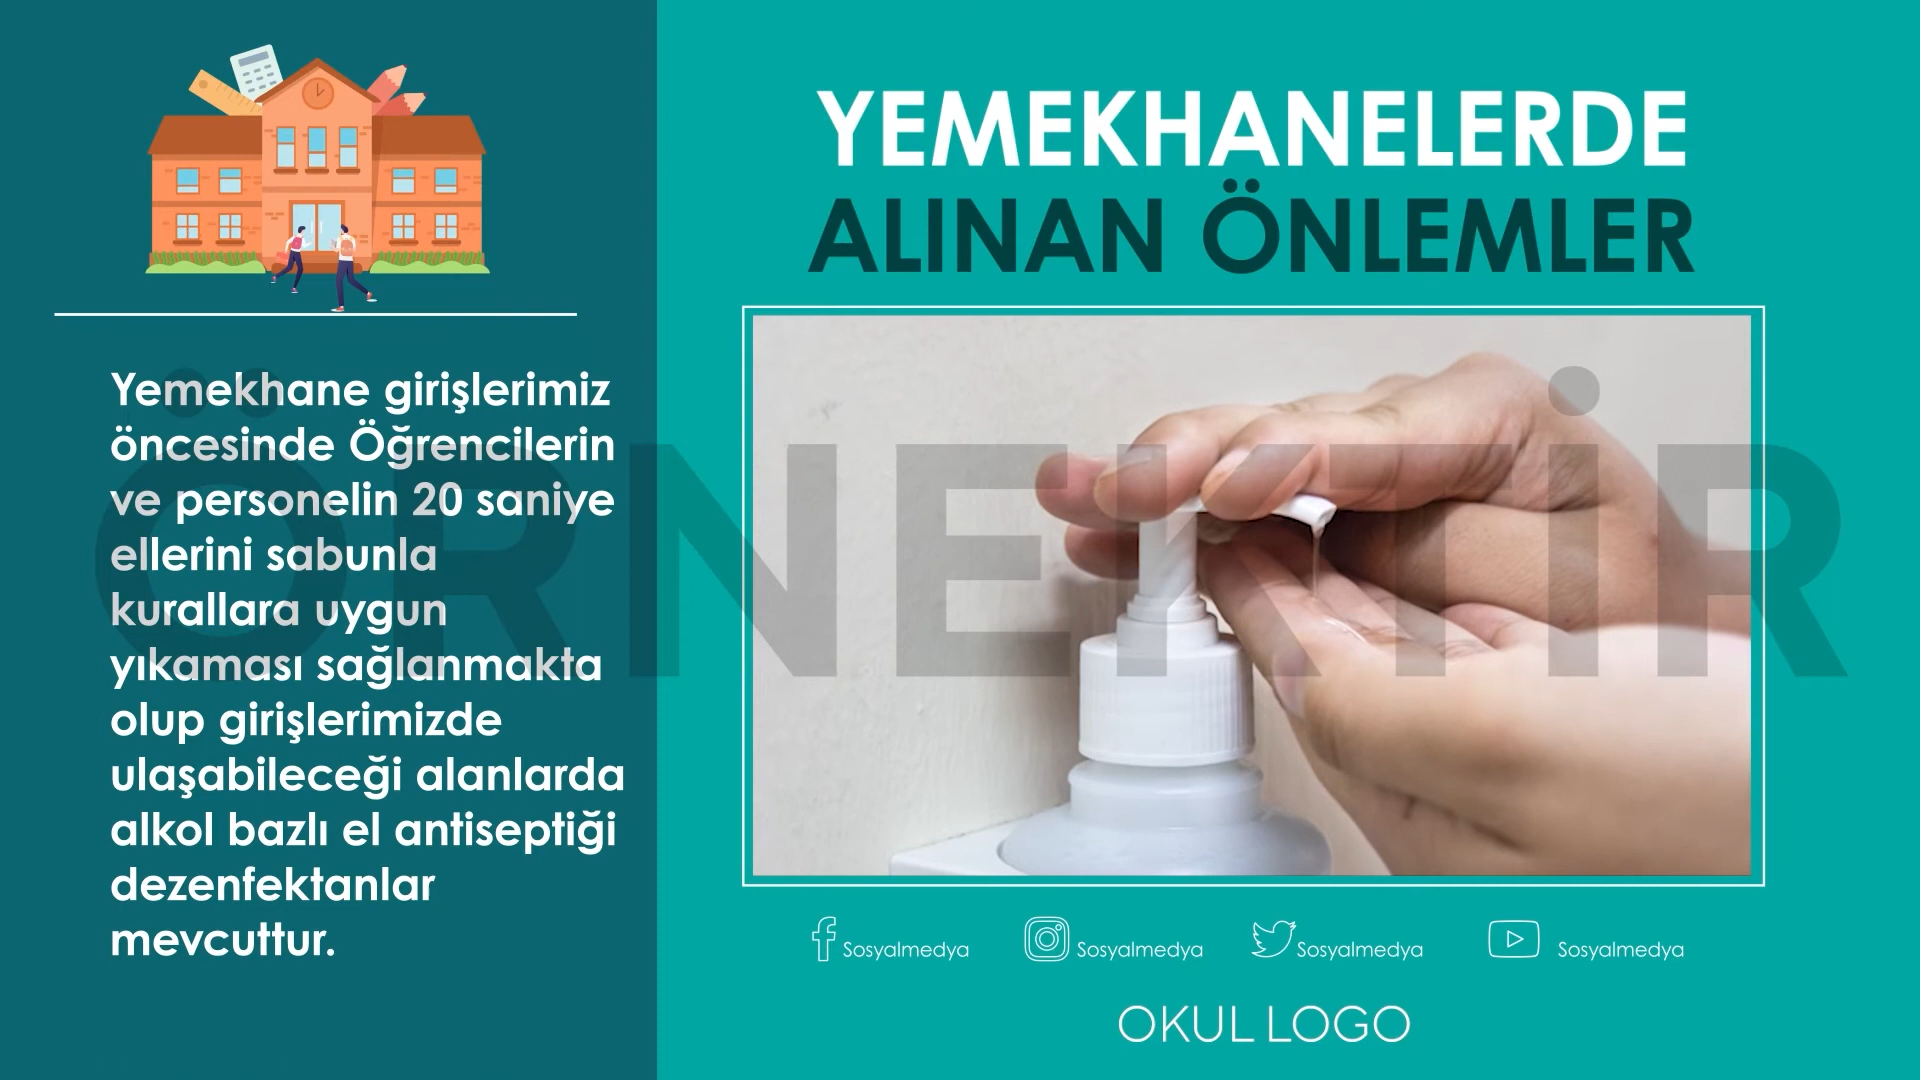 YEMEKHANELERDE
ALINAN ÖNLEMLER
Yemekhane girişlerimiz
öncesinde Öğrencilerin
ve personelin 20 saniye
ellerini sabunla
kurallara uygun
yıkaması sağlanmakta
olup girişlerimizde
ulaşabileceği alanlarda
alkol bazlı el antiseptiği
dezenfektanlar
mevcuttur.
ÖRNEKTİR
Sosyalmedya
Sosyalmedya
Sosyalmedya
Sosyalmedya
OKUL LOGO